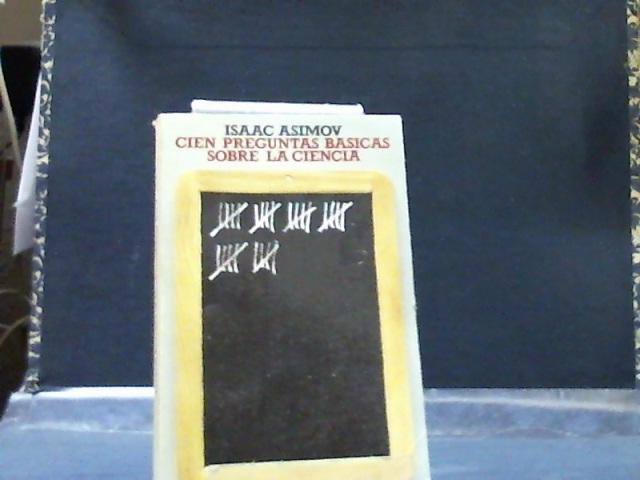 ISAAC ASIMOV
CIEN PREGUNTAS BASICAS
SOBRE LA CIENCIA